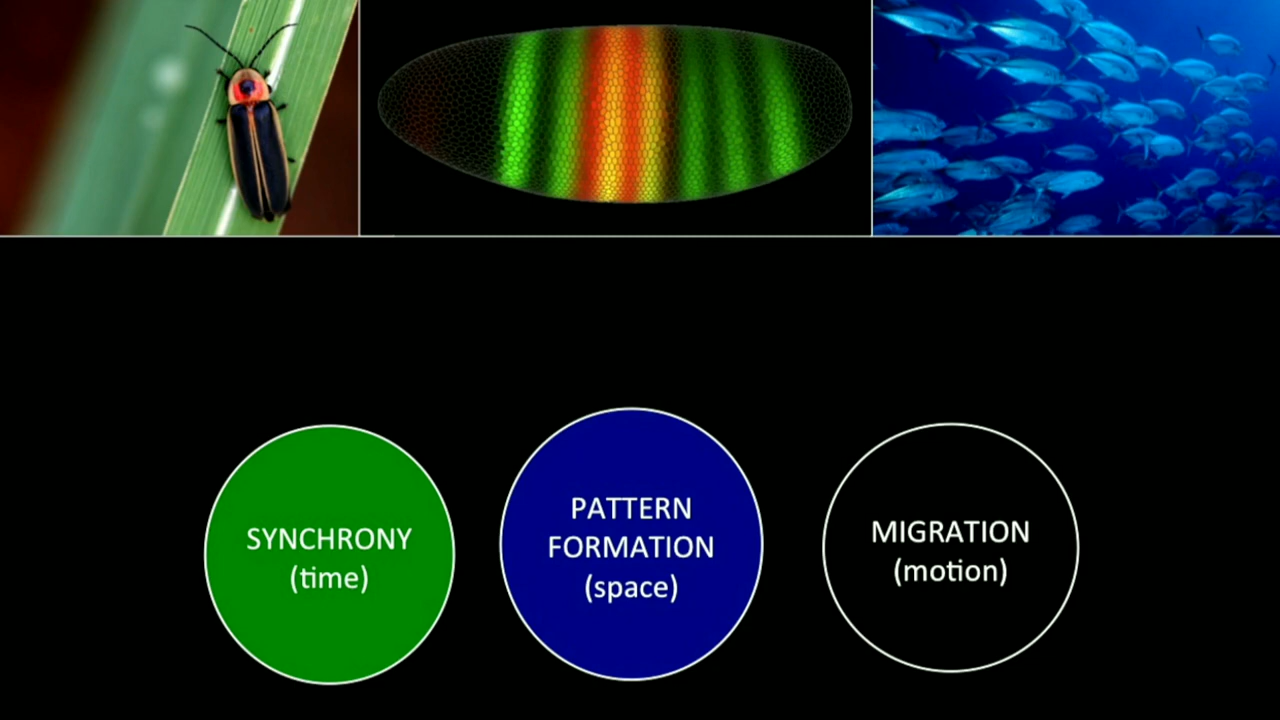 SYNCHRONY
(time)
PATTERN
FORMATION
(space)
MIGRATION
(motion)